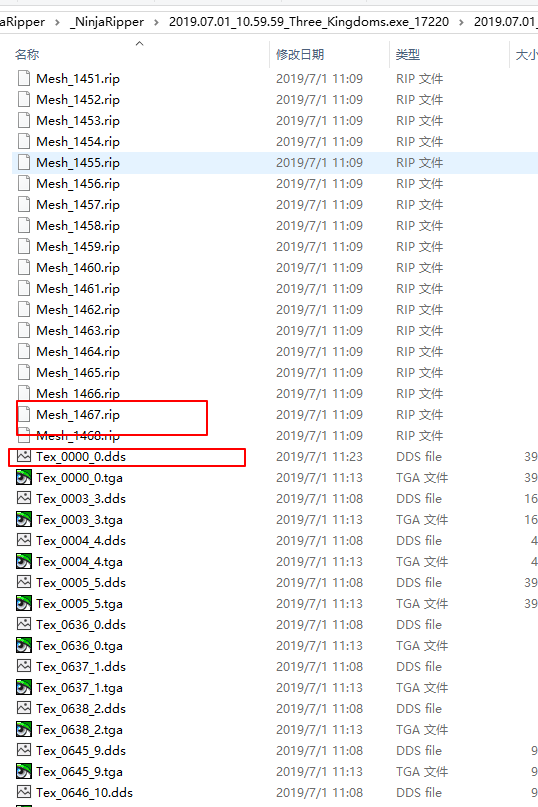 aRipper > _NinjaRipper > 2019.07.01_10.59.59_Three_Kingdoms.exe_17220 > 2019.07.01_
名称 修改日期 类型 大小
Mesh_1451.rip 2019/7/1 11:09 RIP 文件
Mesh_1452.rip 2019/7/1 11:09 RIP 文件
Mesh_1453.rip 2019/7/1 11:09 RIP 文件
Mesh_1454.rip 2019/7/1 11:09 RIP 文件
Mesh_1455.rip 2019/7/1 11:09 RIP 文件
Mesh_1456.rip 2019/7/1 11:09 RIP 文件
Mesh_1457.rip 2019/7/1 11:09 RIP 文件
Mesh_1458.rip 2019/7/1 11:09 RIP 文件
Mesh_1459.rip 2019/7/1 11:09 RIP 文件
Mesh_1460.rip 2019/7/1 11:09 RIP 文件
Mesh_1461.rip 2019/7/1 11:09 RIP 文件
Mesh_1462.rip 2019/7/1 11:09 RIP 文件
Mesh_1463.rip 2019/7/1 11:09 RIP 文件
Mesh_1464.rip 2019/7/1 11:09 RIP 文件
Mesh_1465.rip 2019/7/1 11:09 RIP 文件
Mesh_1466.rip 2019/7/1 11:09 RIP 文件
Mesh_1467.rip 2019/7/1 11:09 RIP 文件
Mesh_1468.rip 2019/7/1 11:09 RIP 文件
Tex_0000_0.dds 2019/7/1 11:23 DDS file 39
Tex_0000_0.tga 2019/7/1 11:13 TGA 文件 39
Tex_0003_3.dds 2019/7/1 11:08 DDS file 16
Tex_0003_3.tga 2019/7/1 11:13 TGA 文件 16
Tex_0004_4.dds 2019/7/1 11:08 DDS file 4
Tex_0004_4.tga 2019/7/1 11:13 TGA 文件 4
Tex_0005_5.dds 2019/7/1 11:08 DDS file 39
Tex_0005_5.tga 2019/7/1 11:13 TGA 文件 39
Tex_0636_0.dds 2019/7/1 11:08 DDS file
Tex_0636_0.tga 2019/7/1 11:13 TGA 文件
Tex_0637_1.dds 2019/7/1 11:08 DDS file
Tex_0637_1.tga 2019/7/1 11:13 TGA 文件
Tex_0638_2.dds 2019/7/1 11:08 DDS file
Tex_0638_2.tga 2019/7/1 11:13 TGA 文件
Tex_0645_9.dds 2019/7/1 11:08 DDS file 9
Tex_0645_9.tga 2019/7/1 11:13 TGA 文件 9
Tex_0646_10.dds 2019/7/1 11:08 DDS file 9